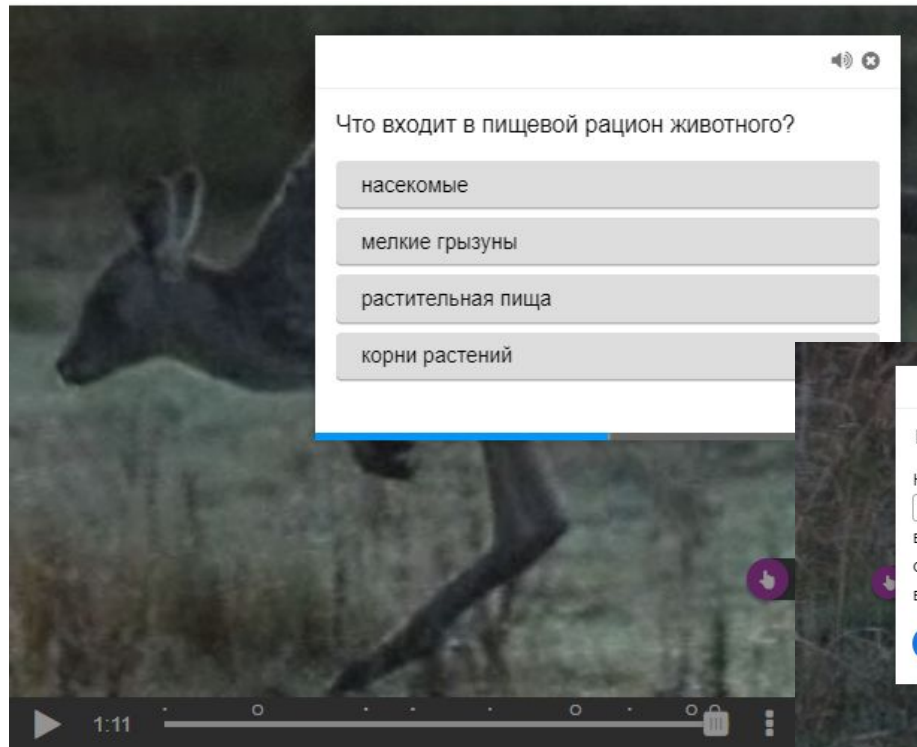 Что входит в пищевой рацион животного?
насекомые
мелкие грызуны
растительная пища
корни растений
1:11